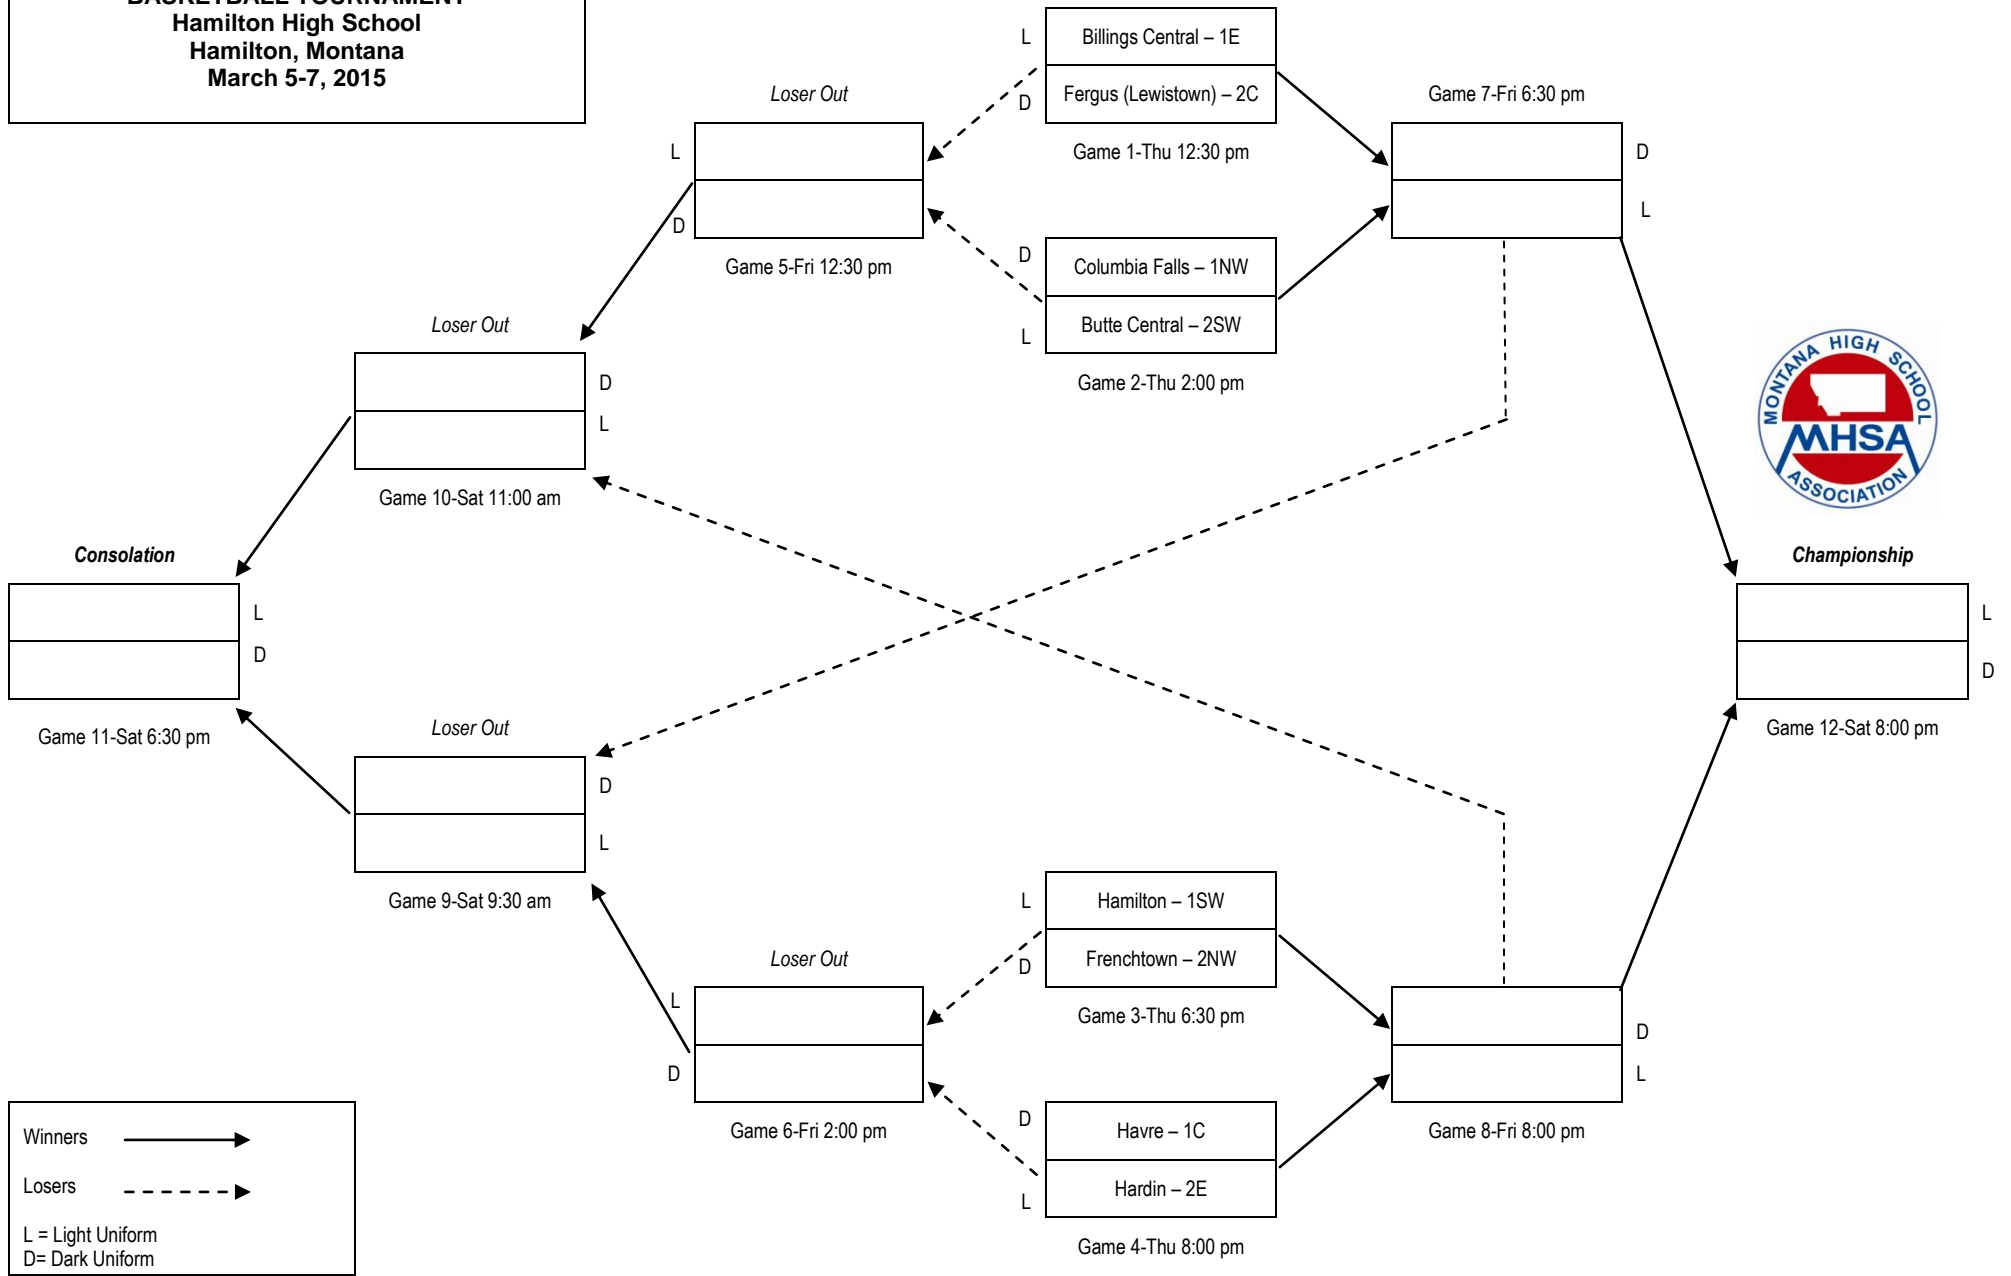 BASKETBALL TOURNAMENT
Hamilton High School
Hamilton, Montana
March 5-7, 2015
L
Billings Central – 1E
D
Fergus (Lewistown) – 2C
Game 1-Thu 12:30 pm
Loser Out
L
D
Game 5-Fri 12:30 pm
Game 7-Fri 6:30 pm
D
L
D
Columbia Falls – 1NW
L
Butte Central – 2SW
Game 2-Thu 2:00 pm
Loser Out
D
L
Game 10-Sat 11:00 am
MONTANA HIGH SCHOOL
MHSA
ASSOCIATION
Consolation
L
D
Game 11-Sat 6:30 pm
Championship
L
D
Game 12-Sat 8:00 pm
Loser Out
D
L
Game 9-Sat 9:30 am
L
Hamilton – 1SW
D
Frenchtown – 2NW
Game 3-Thu 6:30 pm
Loser Out
L
D
Game 6-Fri 2:00 pm
D
L
Game 8-Fri 8:00 pm
D
Havre – 1C
L
Hardin – 2E
Game 4-Thu 8:00 pm
Winners
Losers
L = Light Uniform
D= Dark Uniform